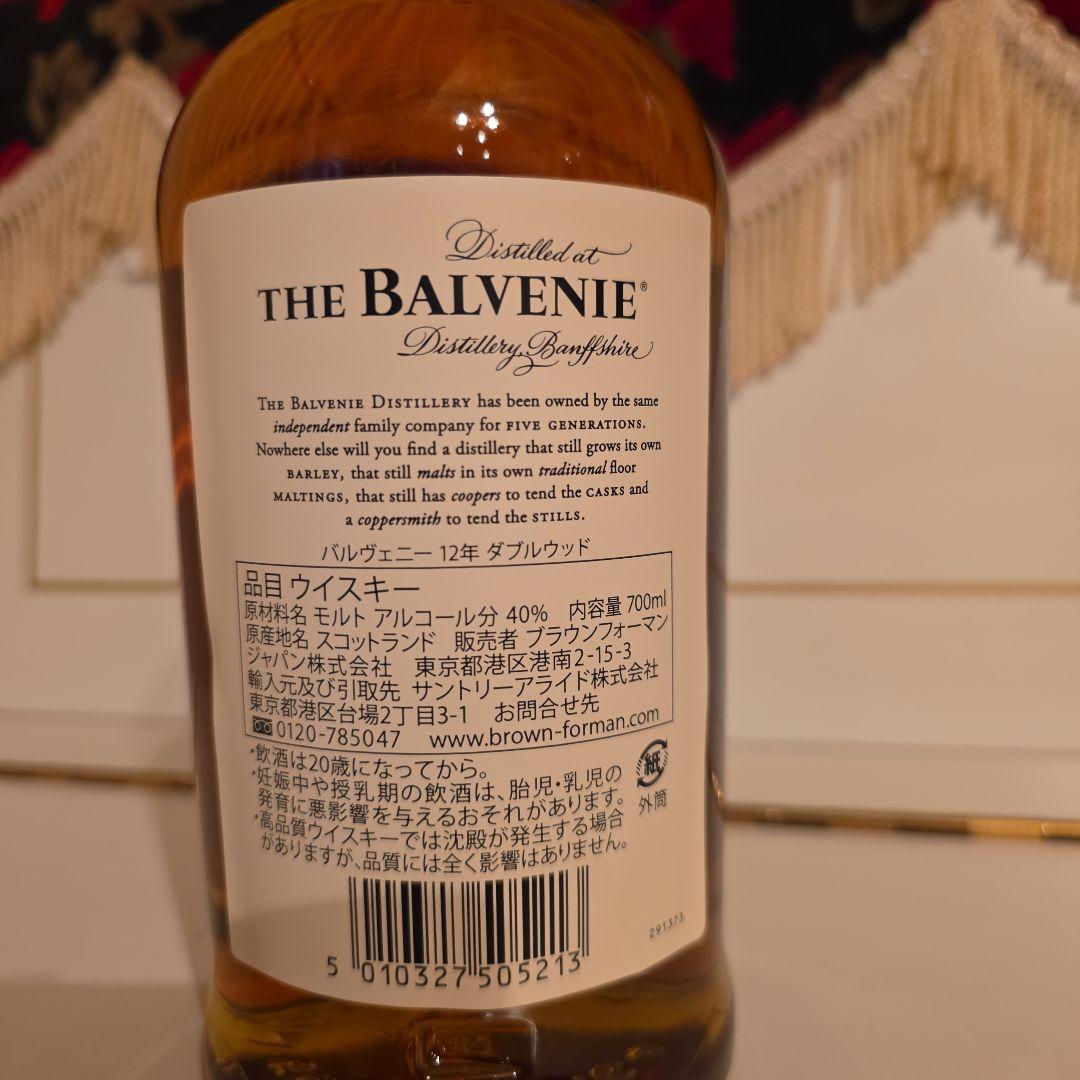 Distilled at
THE BALVENIE®
Distillery, Banffshire
THE BALVENIE DISTILLERY has been owned by the same
independent family company for FIVE GENERATIONS.
Nowhere else will you find a distillery that still grows its own
BARLEY, that still malts in its own traditional floor
MALTINGS, that still has coopers to tend the CASKS and
a coppersmith to tend the STILLS.
バルヴェニー 12年 ダブルウッド
品目 ウイスキー
原材料名 モルト アルコール分 40% 内容量 700ml
原産地名 スコットランド 販売者 ブラウンフォーマン
ジャパン株式会社 東京都港区港南2-15-3
輸入元及び引取先 サントリーアライド株式会社
東京都港区台場2丁目3-1 お問合せ先
0120-785047 www.brown-forman.com
・飲酒は20歳になってから。
・妊娠中や授乳期の飲酒は、胎児・乳児の
発育に悪影響を与えるおそれがあります。
・高品質ウイスキーでは沈殿が発生する場合
がありますが、品質には全く影響はありません。
紙
外筒
291373
5 010327 505213